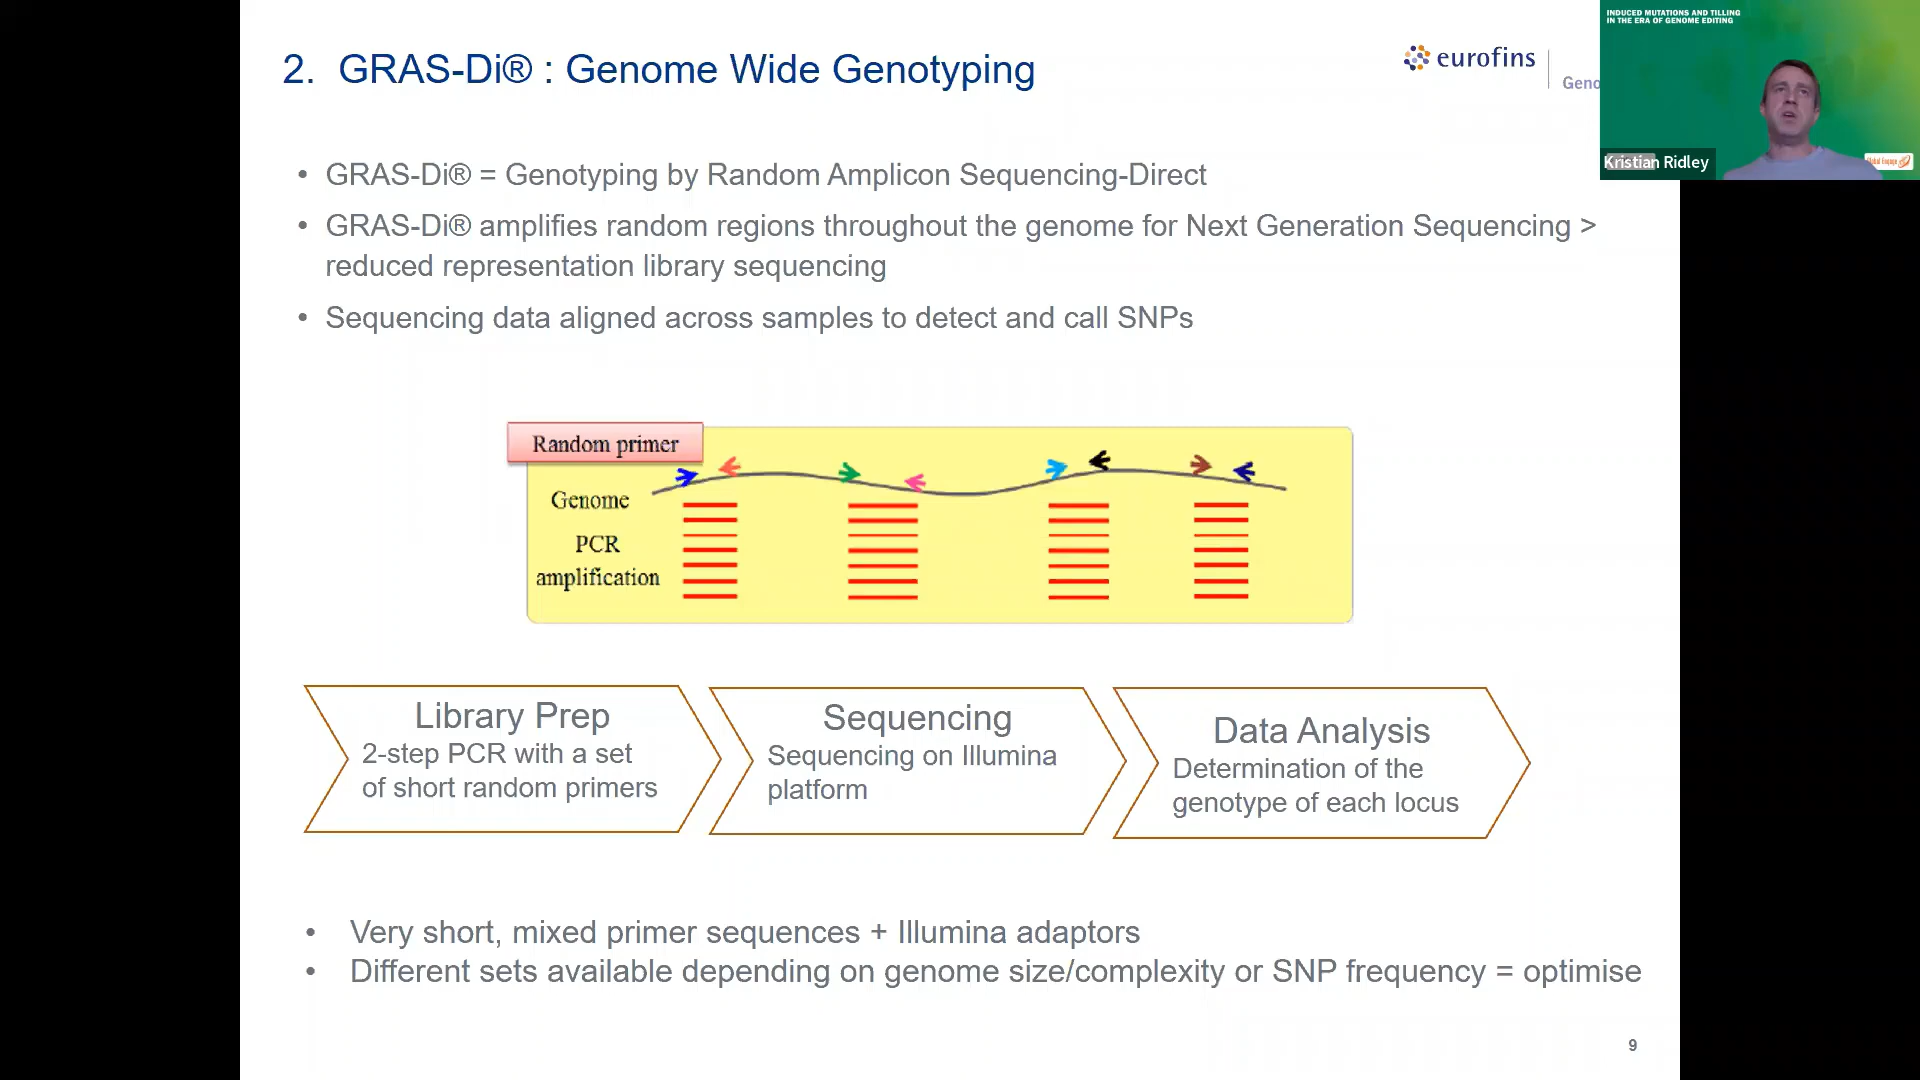 2. GRAS-Di® : Genome Wide Genotyping
eurofins
Geno
INDUCED MUTATIONS AND TILLING
IN THE ERA OF GENOME EDITING
Kristian Ridley
Global Engage
• GRAS-Di® = Genotyping by Random Amplicon Sequencing-Direct
• GRAS-Di® amplifies random regions throughout the genome for Next Generation Sequencing >
reduced representation library sequencing
• Sequencing data aligned across samples to detect and call SNPs
Random primer
Genome
PCR
amplification
Library Prep
2-step PCR with a set
of short random primers
Sequencing
Sequencing on Illumina
platform
Data Analysis
Determination of the
genotype of each locus
• Very short, mixed primer sequences + Illumina adaptors
• Different sets available depending on genome size/complexity or SNP frequency = optimise
9